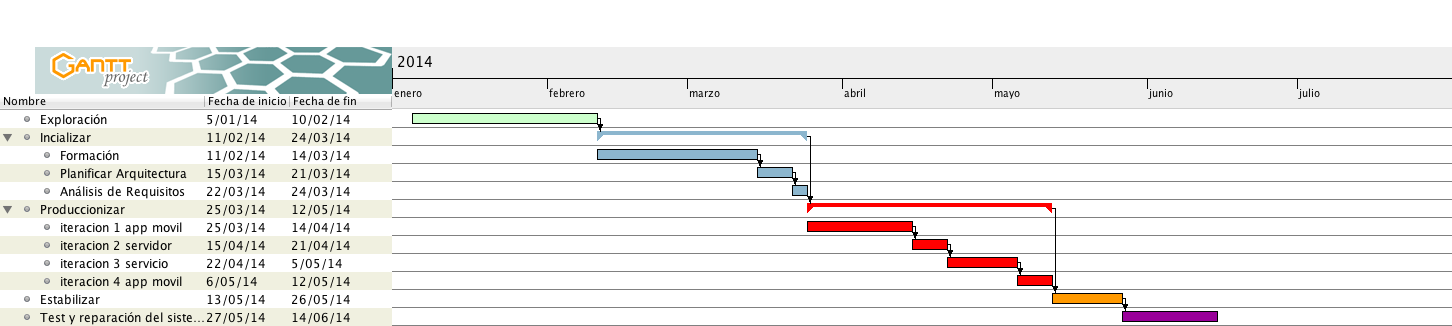 GANTT
project
2014
enero febrero marzo abril mayo junio julio
Nombre Fecha de inicio Fecha de fin
Exploración 5/01/14 10/02/14
Incializar 11/02/14 24/03/14
Formación 11/02/14 14/03/14
Planificar Arquitectura 15/03/14 21/03/14
Análisis de Requisitos 22/03/14 24/03/14
Produccionizar 25/03/14 12/05/14
iteracion 1 app movil 25/03/14 14/04/14
iteracion 2 servidor 15/04/14 21/04/14
iteracion 3 servicio 22/04/14 5/05/14
iteracion 4 app movil 6/05/14 12/05/14
Estabilizar 13/05/14 26/05/14
Test y reparación del siste... 27/05/14 14/06/14